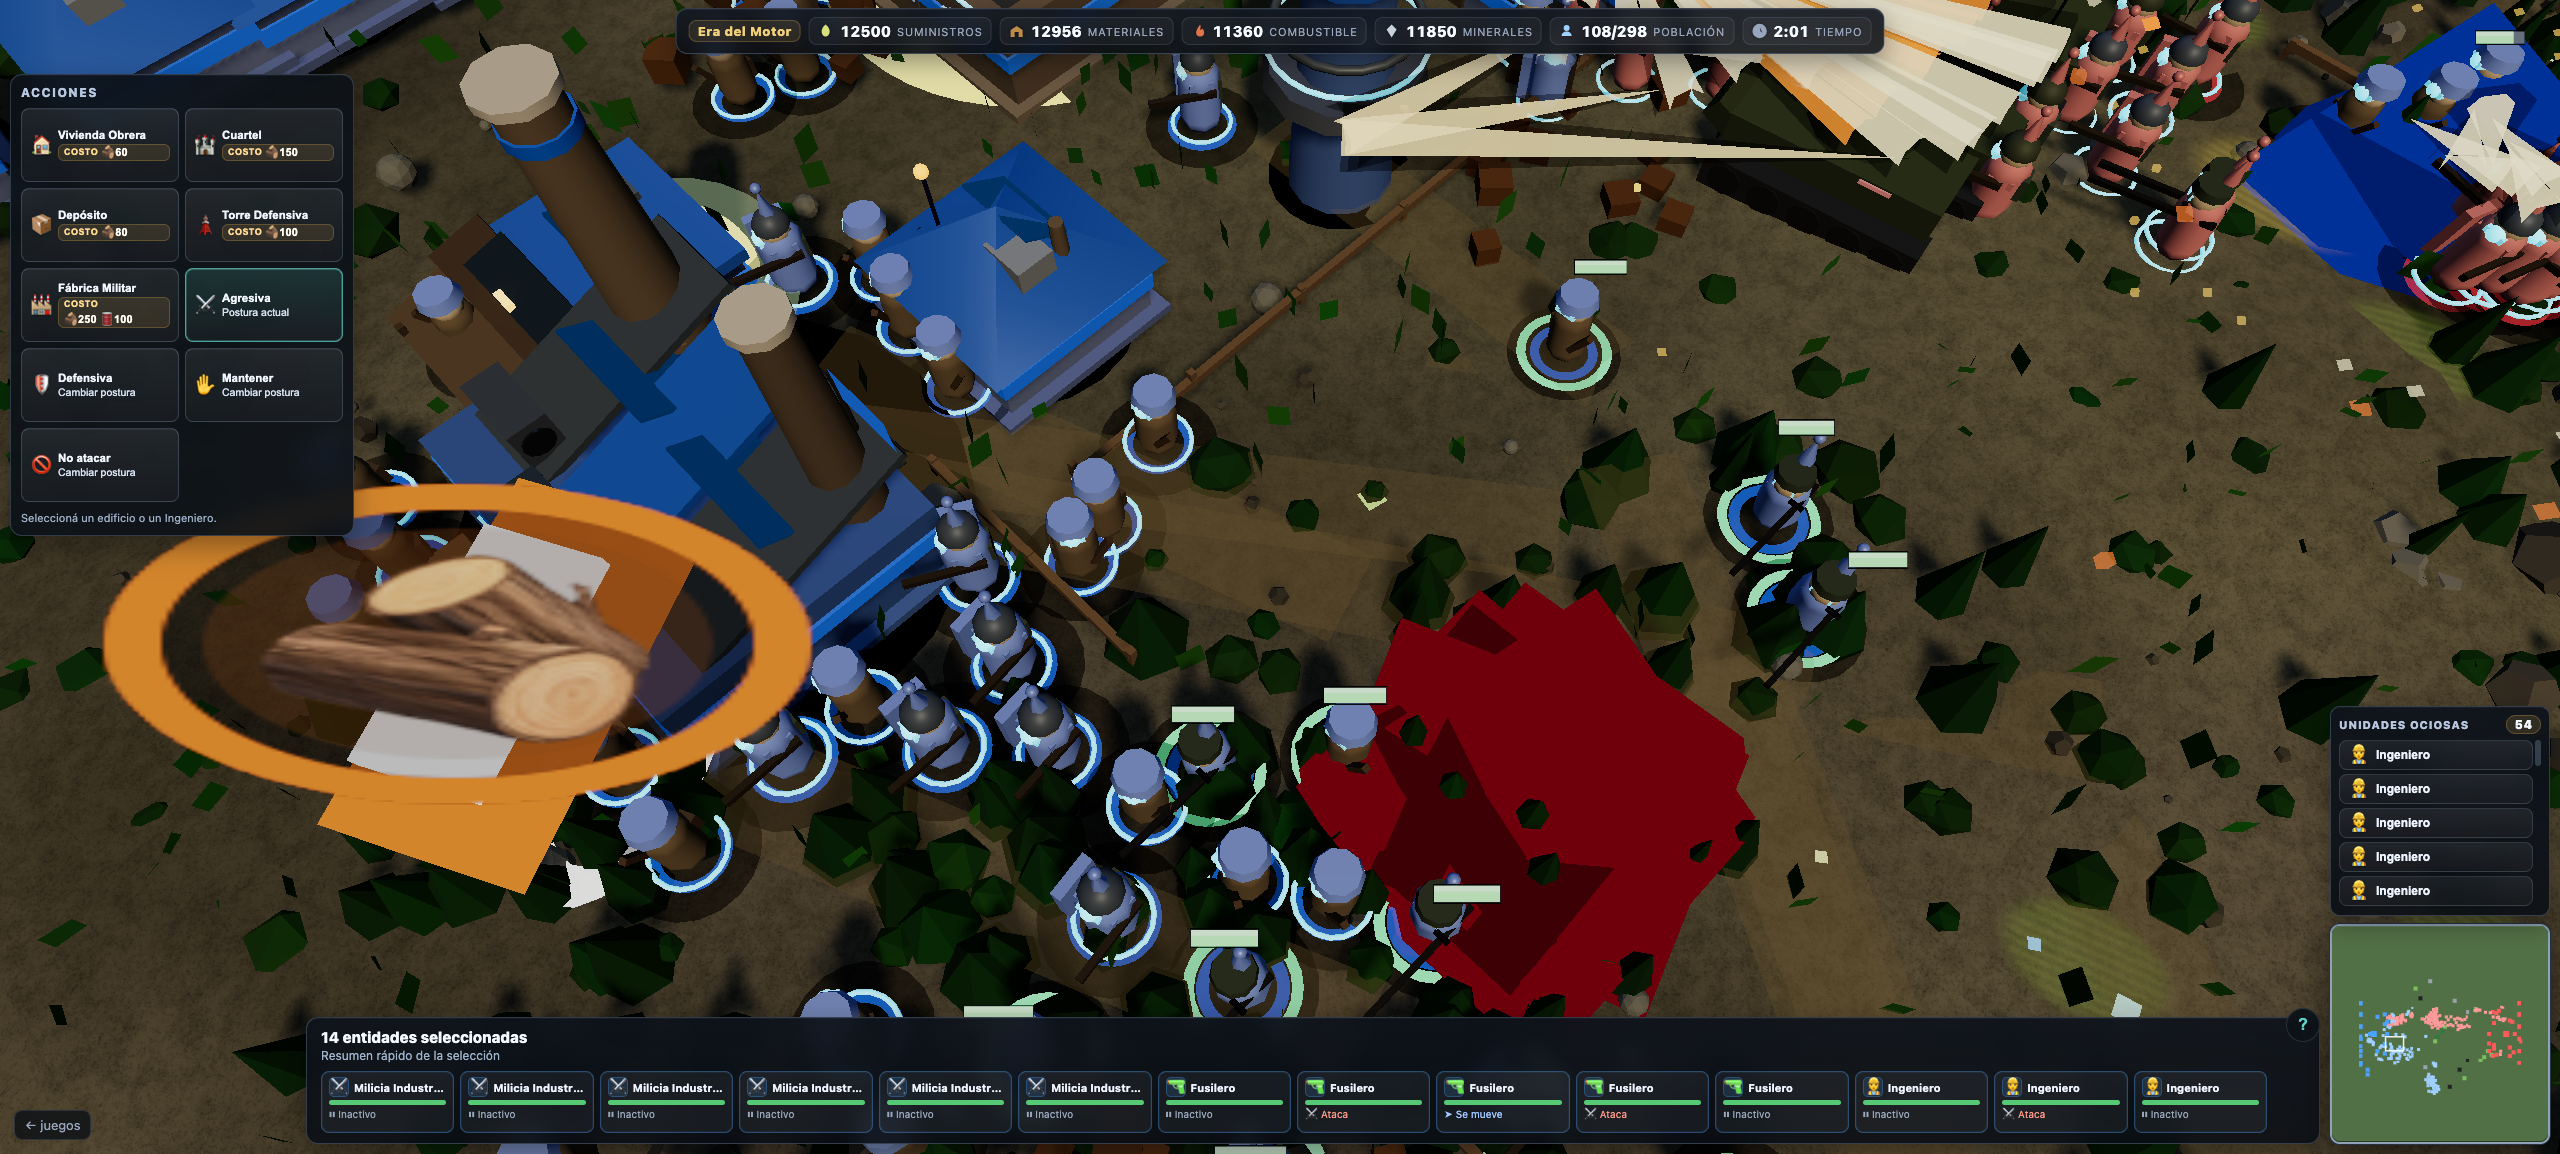 Era del Motor
12500 SUMINISTROS
12956 MATERIALES
11360 COMBUSTIBLE
11850 MINERALES
108/298 POBLACIÓN
2:01 TIEMPO
ACCIONES
Vivienda Obrera
COSTO 60
Cuartel
COSTO 150
Depósito
COSTO 80
Torre Defensiva
COSTO 100
Fábrica Militar
COSTO
250 100
Agresiva
Postura actual
Defensiva
Cambiar postura
Mantener
Cambiar postura
No atacar
Cambiar postura
Seleccioná un edificio o un Ingeniero.
UNIDADES OCIOSAS 54
Ingeniero
Ingeniero
Ingeniero
Ingeniero
Ingeniero
14 entidades seleccionadas
Resumen rápido de la selección
?
Milicia Industr...
Inactivo
Milicia Industr...
Inactivo
Milicia Industr...
Inactivo
Milicia Industr...
Inactivo
Milicia Industr...
Inactivo
Milicia Industr...
Inactivo
Fusilero
Inactivo
Fusilero
Ataca
Fusilero
Se mueve
Fusilero
Ataca
Fusilero
Inactivo
Ingeniero
Inactivo
Ingeniero
Ataca
Ingeniero
Inactivo
← juegos